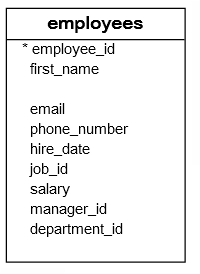 employees
* employee_id
first_name
email
phone_number
hire_date
job_id
salary
manager_id
department_id